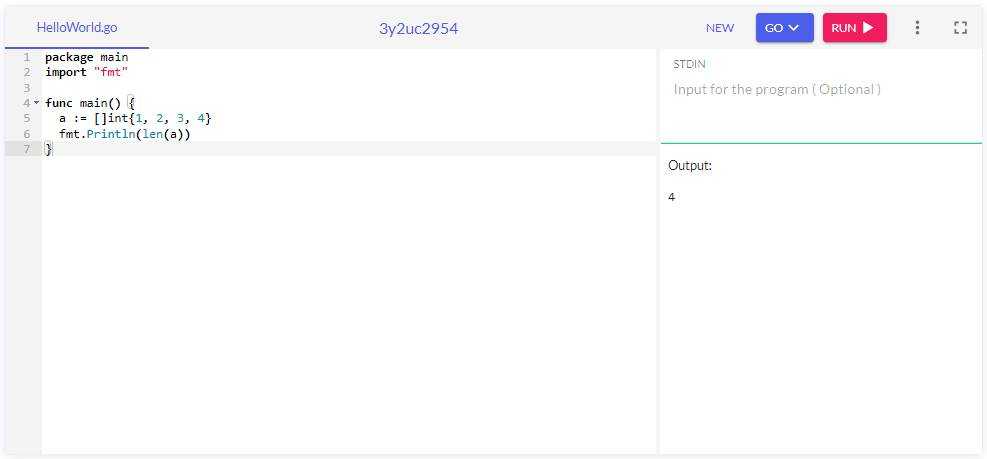 HelloWorld.go
3y2uc2954
NEW
GO
RUN
1 package main
2 import "fmt"
3
4 func main() {
5   a := []int{1, 2, 3, 4}
6   fmt.Println(len(a))
7 }
STDIN
Input for the program ( Optional )
Output:
4